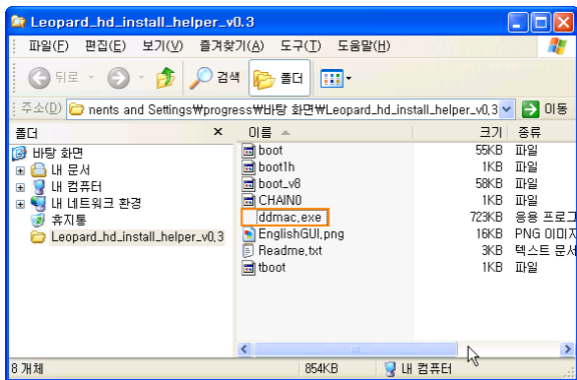 Leopard_hd_install_helper_v0.3
파일(F) 편집(E) 보기(V) 즐겨찾기(A) 도구(T) 도움말(H)
뒤로 검색 폴더
주소(D) nents and Settings₩progress₩바탕 화면₩Leopard_hd_install_helper_v0.3 이동
폴더 이름 크기 종류
바탕 화면
내 문서
내 컴퓨터
내 네트워크 환경
휴지통
Leopard_hd_install_helper_v0.3
boot 55KB 파일
boot1h 1KB 파일
boot_v8 58KB 파일
CHAIN0 1KB 파일
ddmac.exe 723KB 응용 프로그
EnglishGUI.png 16KB PNG 이미지
Readme.txt 3KB 텍스트 문서
tboot 1KB 파일
8 개체 854KB 내 컴퓨터